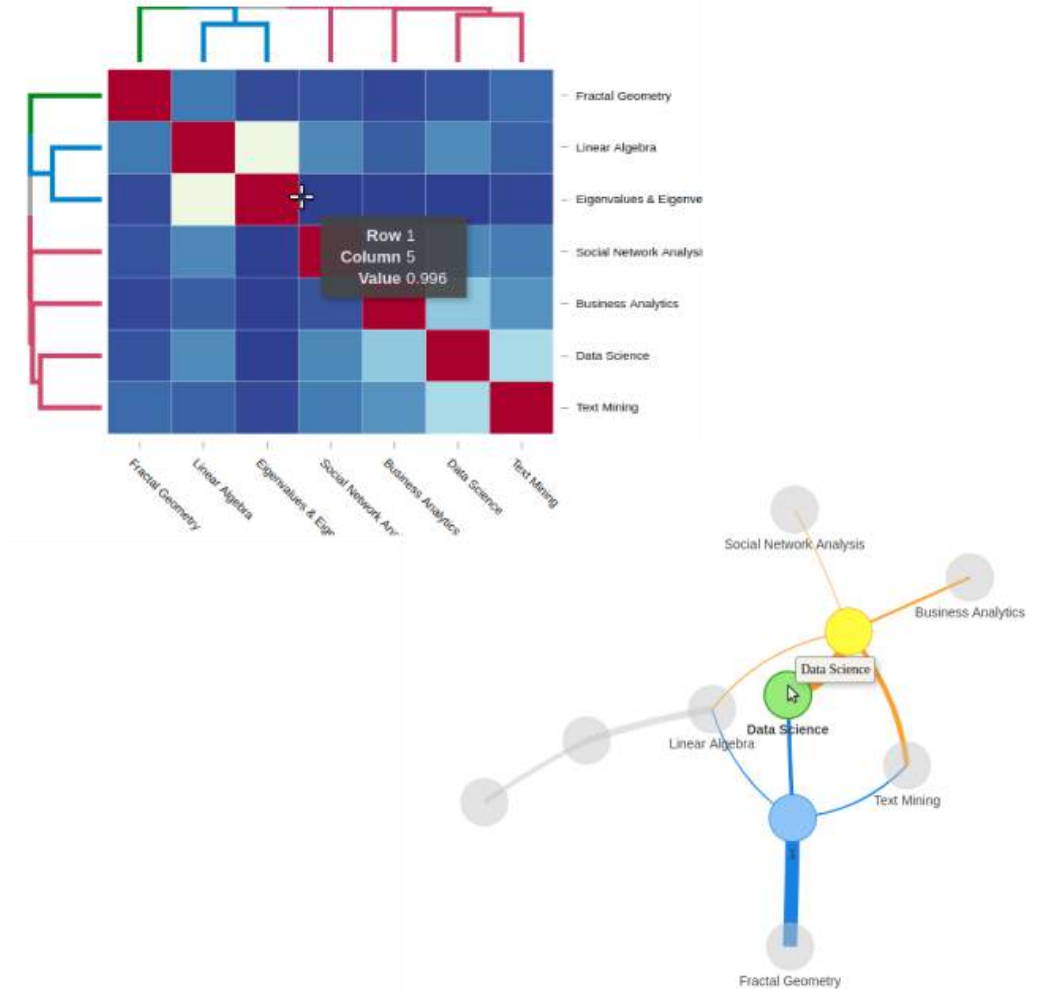 Fractal Geometry
Linear Algebra
Eigenvalues & Eigenve
Row 1
Column 5
Value 0.996
Social Network Analysi
Business Analytics
Data Science
Text Mining
Fractal Geometry
Linear Algebra
Eigenvalues & Eige
Social Network An
Business Analytics
Data Science
Text Mining
Social Network Analysis
Business Analytics
Data Science
Data Science
Linear Algebra
Text Mining
Fractal Geometry